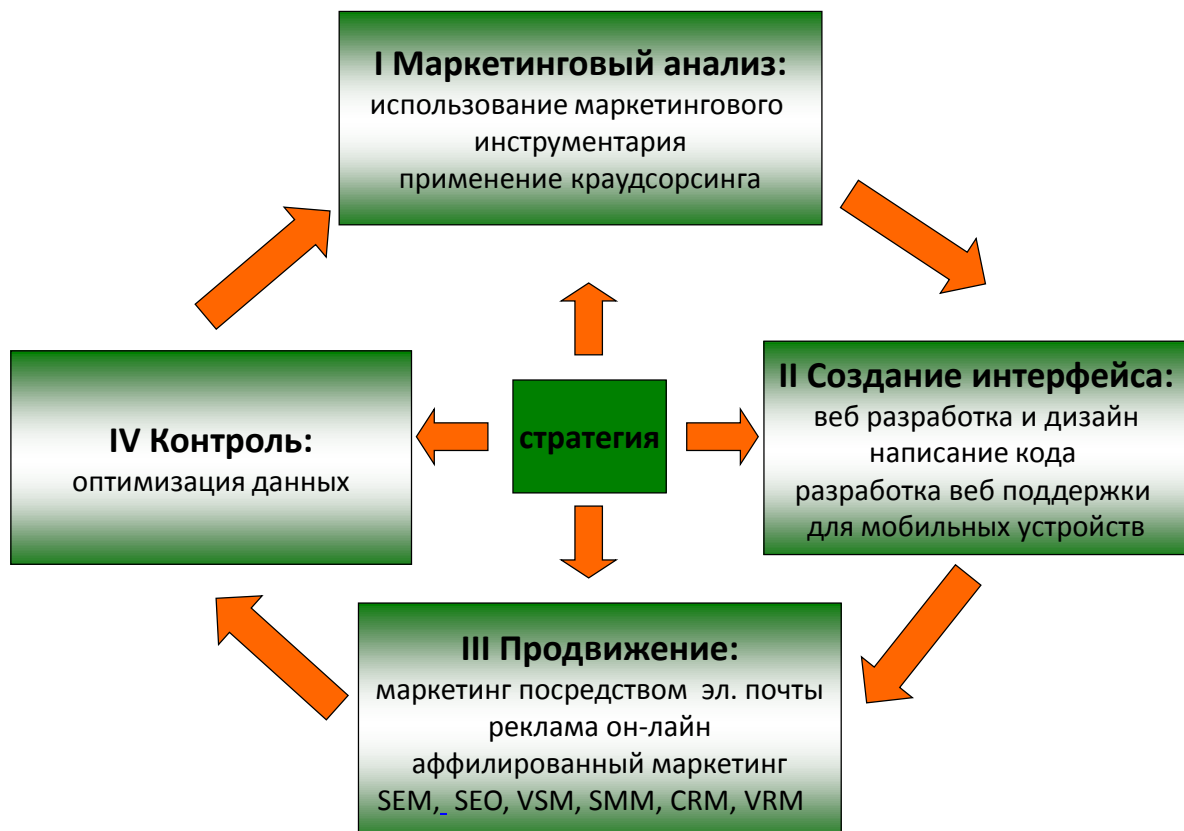 I Маркетинговый анализ:
использование маркетингового
инструментария
применение краудсорсинга
II Создание интерфейса:
веб разработка и дизайн
написание кода
разработка веб поддержки
для мобильных устройств
стратегия
IV Контроль:
оптимизация данных
III Продвижение:
маркетинг посредством эл. почты
реклама он-лайн
аффилированный маркетинг
SEM, SEO, VSM, SMM, CRM, VRM